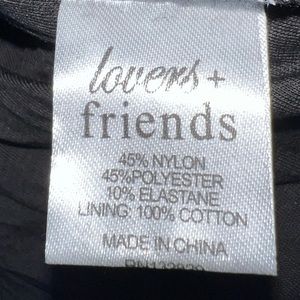 lovers +
friends
45% NYLON
45%POLYESTER
10% ELASTANE
LINING: 100% COTTON
MADE IN CHINA